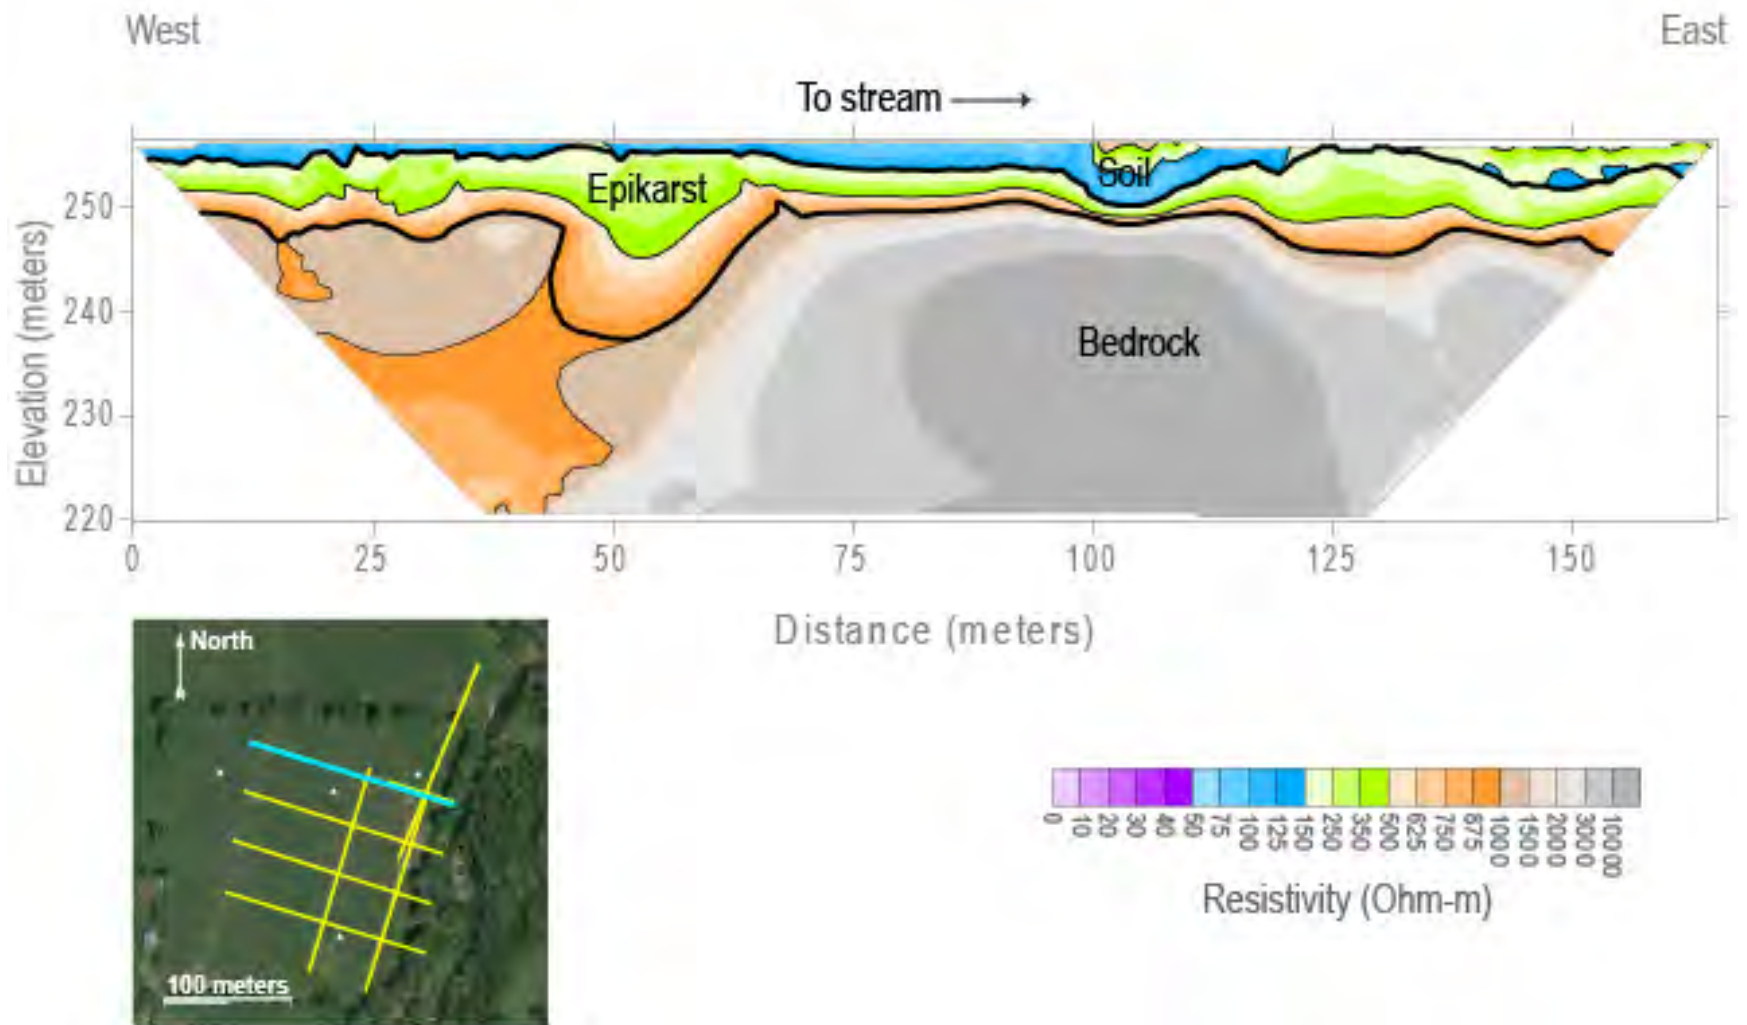 West
East
To stream
Soil
Epikarst
Bedrock
250
240
230
220
Elevation (meters)
0
25
50
75
100
125
150
Distance (meters)
North
100 meters
0
10
20
30
40
50
75
100
125
150
250
350
500
625
750
875
1000
1500
2000
3000
10000
Resistivity (Ohm-m)